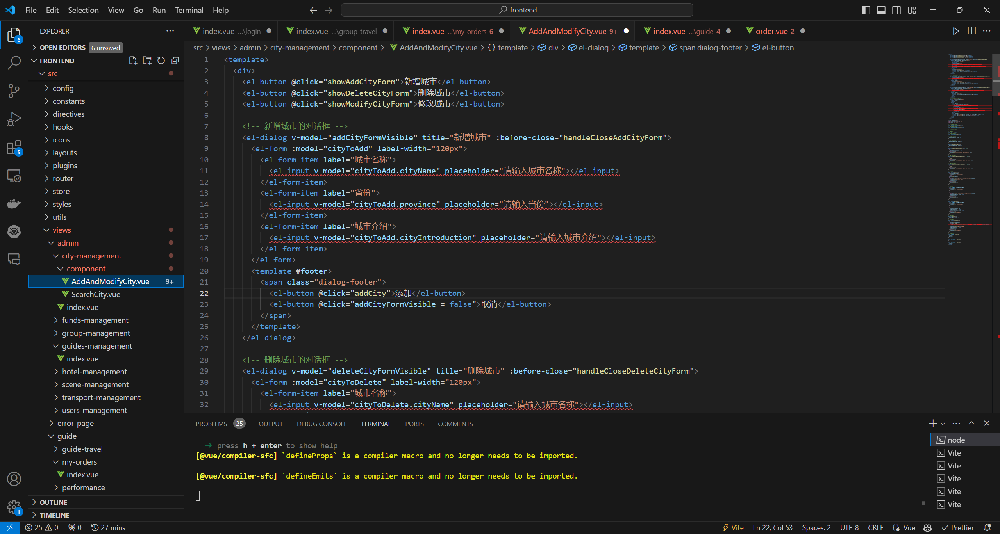 File Edit Selection View Go Run Terminal Help
frontend
EXPLORER
OPEN EDITORS 6 unsaved
FRONTEND
src
config
constants
directives
hooks
icons
layouts
plugins
router
store
styles
utils
views
admin
city-management
component
AddAndModifyCity.vue 9+
SearchCity.vue
index.vue
funds-management
group-management
guides-management
index.vue
hotel-management
scene-management
transport-management
users-management
error-page
guide
guide-travel
my-orders
index.vue
performance
OUTLINE
TIMELINE
6
5
1
index.vue ...\login
index.vue ...\group-travel
index.vue ...\my-orders 6
AddAndModifyCity.vue 9+
index.vue ...\guide 4
order.vue 2
src > views > admin > city-management > component > AddAndModifyCity.vue > {} template > div > el-dialog > template > span.dialog-footer > el-button
1 <template>
2 <div>
3 <el-button @click="showAddCityForm">新增城市</el-button>
4 <el-button @click="showDeleteCityForm">删除城市</el-button>
5 <el-button @click="showModifyCityForm">修改城市</el-button>
6
7 <!-- 新增城市的对话框 -->
8 <el-dialog v-model="addCityFormVisible" title="新增城市" :before-close="handleCloseAddCityForm">
9 <el-form :model="cityToAdd" label-width="120px">
10 <el-form-item label="城市名称">
11 <el-input v-model="cityToAdd.cityName" placeholder="请输入城市名称"></el-input>
12 </el-form-item>
13 <el-form-item label="省份">
14 <el-input v-model="cityToAdd.province" placeholder="请输入省份"></el-input>
15 </el-form-item>
16 <el-form-item label="城市介绍">
17 <el-input v-model="cityToAdd.cityIntroduction" placeholder="请输入城市介绍"></el-input>
18 </el-form-item>
19 </el-form>
20 <template #footer>
21 <span class="dialog-footer">
22 <el-button @click="addCity">添加</el-button>
23 <el-button @click="addCityFormVisible = false">取消</el-button>
24 </span>
25 </template>
26 </el-dialog>
27
28 <!-- 删除城市的对话框 -->
29 <el-dialog v-model="deleteCityFormVisible" title="删除城市" :before-close="handleCloseDeleteCityForm">
30 <el-form :model="cityToDelete" label-width="120px">
31 <el-form-item label="城市名称">
32 <el-input v-model="cityToDelete.cityName" placeholder="请输入城市名称"></el-input>
PROBLEMS 25 OUTPUT DEBUG CONSOLE TERMINAL PORTS COMMENTS
➜ press h + enter to show help
[@vue/compiler-sfc] `defineProps` is a compiler macro and no longer needs to be imported.
[@vue/compiler-sfc] `defineEmits` is a compiler macro and no longer needs to be imported.
node
Vite
Vite
Vite
Vite
Vite
25 0 0 27 mins
Vite Ln 22, Col 53 Spaces: 2 UTF-8 CRLF Vue Prettier